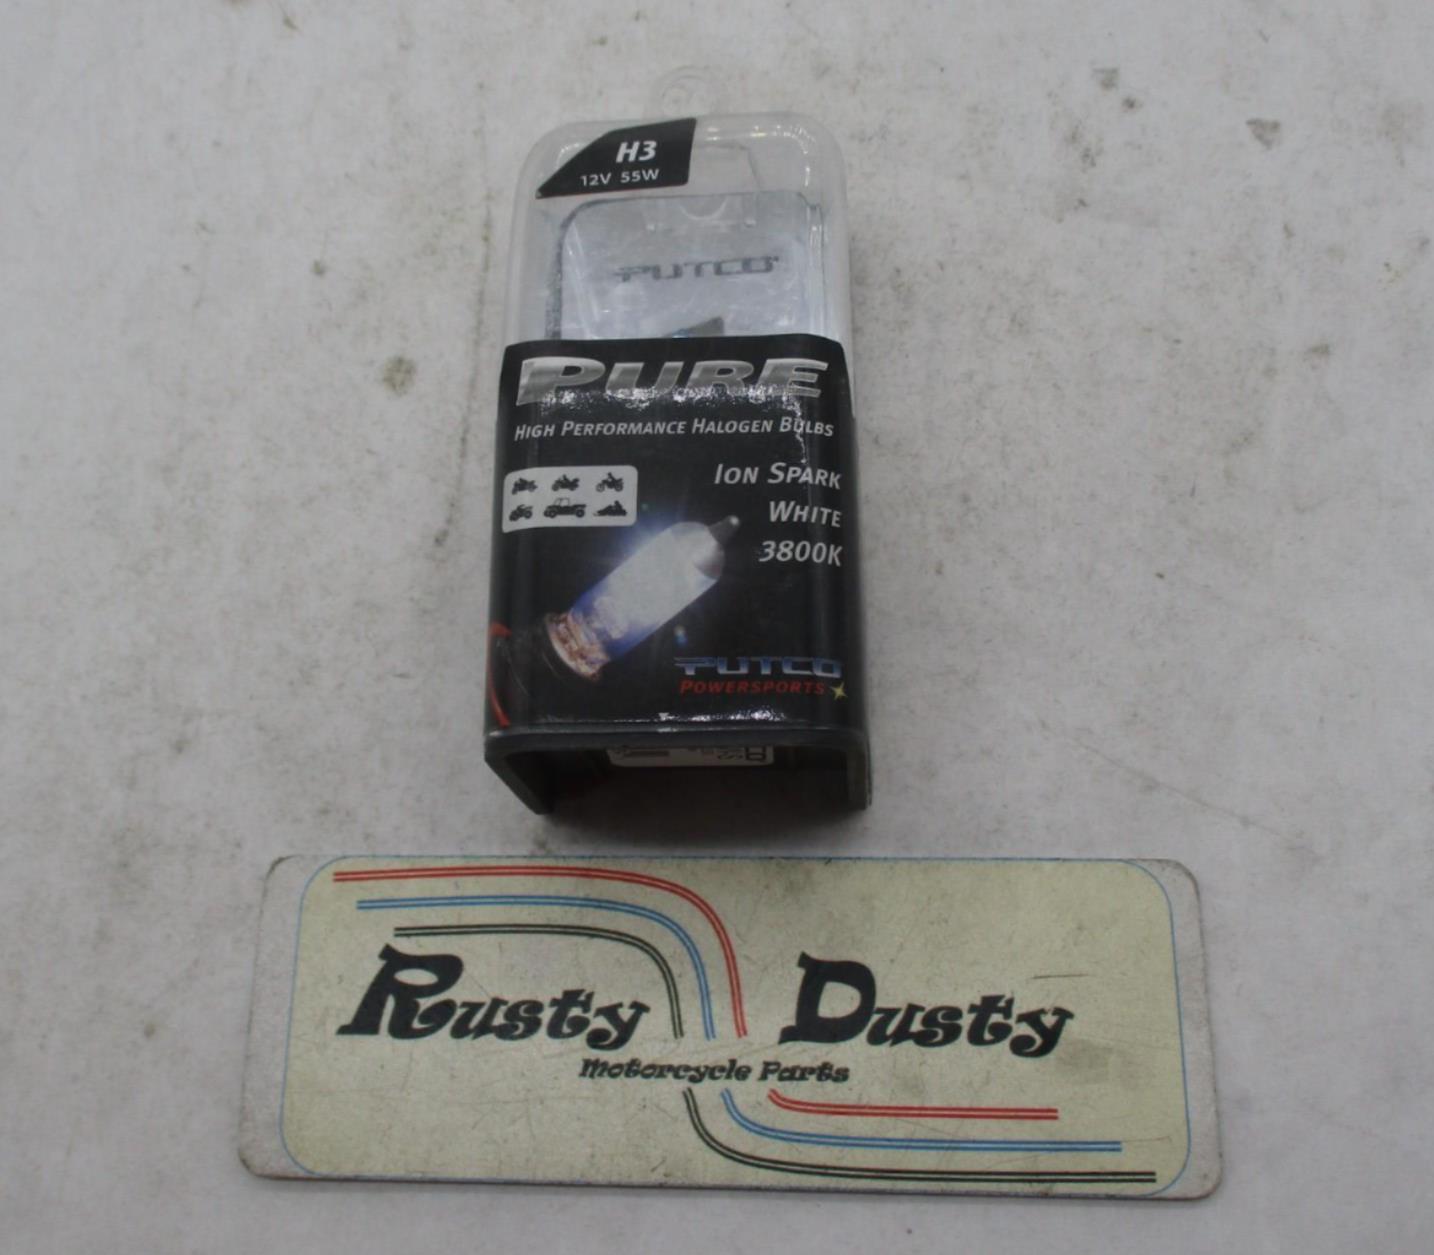 H3
12V 55W
PUTCO
PURE
HIGH PERFORMANCE HALOGEN BULBS
ION SPARK
WHITE
3800K
PUTCO
POWERSPORTS
Rusty Dusty
Motorcycle Parts